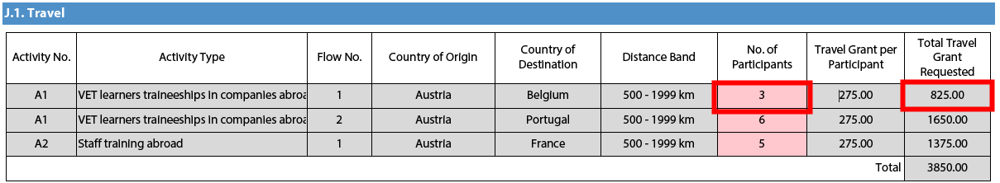 J.1. Travel
Activity No. Activity Type Flow No. Country of Origin Country of Destination Distance Band No. of Participants Travel Grant per Participant Total Travel Grant Requested
A1 VET learners traineeships in companies abroa 1 Austria Belgium 500 - 1999 km 3 275.00 825.00
A1 VET learners traineeships in companies abroa 2 Austria Portugal 500 - 1999 km 6 275.00 1650.00
A2 Staff training abroad 1 Austria France 500 - 1999 km 5 275.00 1375.00
Total 3850.00